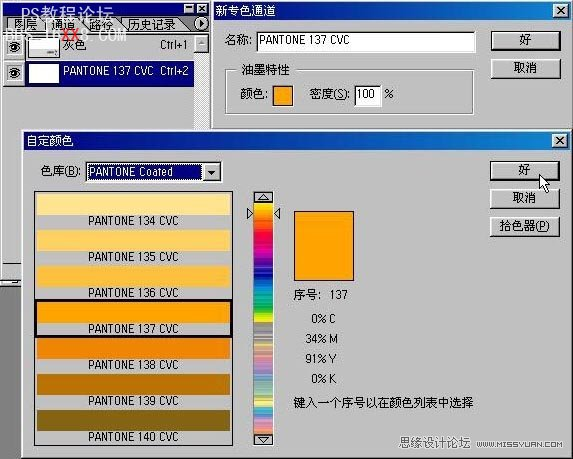 PS教程论坛
图层 通道 路径 历史记录
灰色 Ctrl+1
PANTONE 137 CVC Ctrl+2
新专色通道
名称: PANTONE 137 CVC
好
取消
油墨特性
颜色: 密度(S): 100 %
自定颜色
色库(B): PANTONE Coated
好
取消
拾色器(P)
PANTONE 134 CVC
PANTONE 135 CVC
PANTONE 136 CVC
PANTONE 137 CVC
PANTONE 138 CVC
PANTONE 139 CVC
PANTONE 140 CVC
序号: 137
0% C
34% M
91% Y
0% K
键入一个序号以在颜色列表中选择
思缘设计论坛 WWW.MISSYUAN.COM